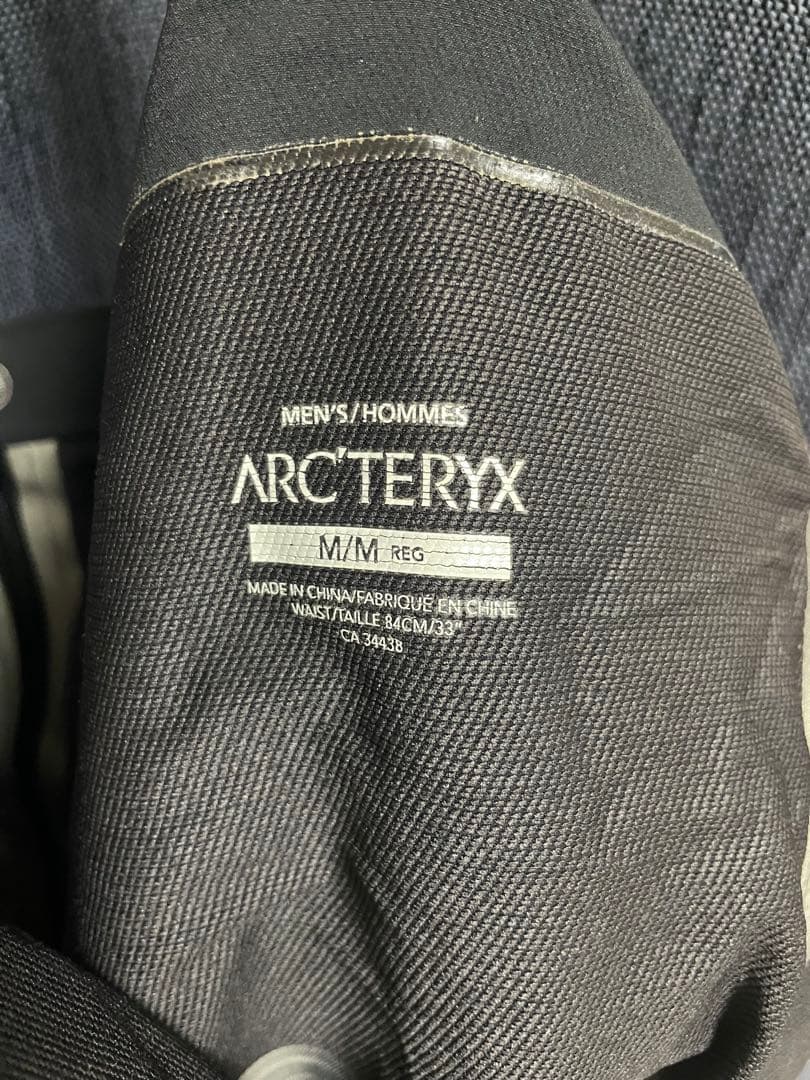 MEN'S/HOMMES
ARC'TERYX
M/M REG
MADE IN CHINA/FABRIQUÉ EN CHINE
WAIST/TAILLE 84CM/33"
CA 34438